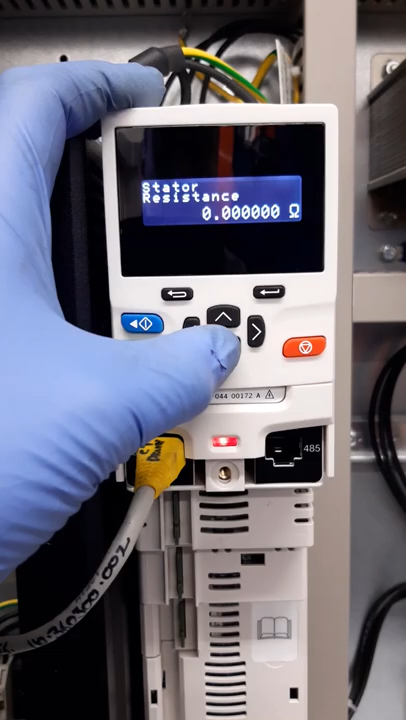 Stator
Resistance
0.000000 Ω
044 00172 A
485